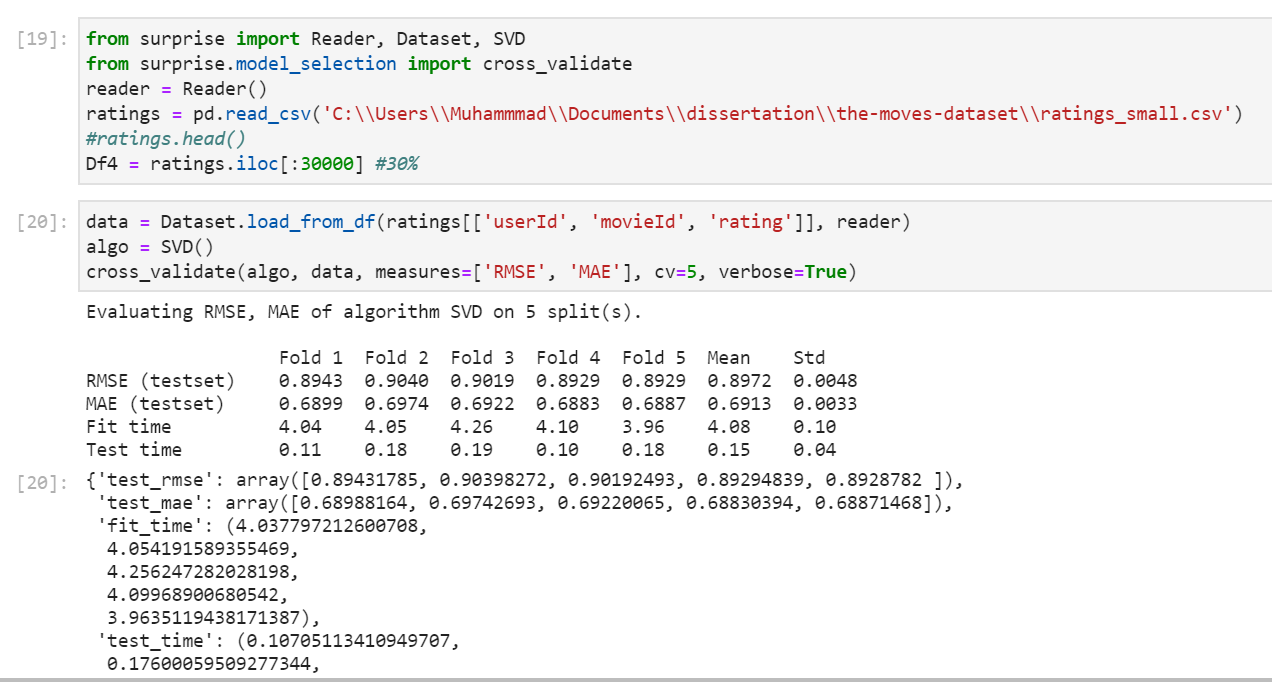 [19]: from surprise import Reader, Dataset, SVD
from surprise.model_selection import cross_validate
reader = Reader()
ratings = pd.read_csv('C:\\Users\\Muhammmad\\Documents\\dissertation\\the-moves-dataset\\ratings_small.csv')
#ratings.head()
Df4 = ratings.iloc[:30000] #30%
[20]: data = Dataset.load_from_df(ratings[['userId', 'movieId', 'rating']], reader)
algo = SVD()
cross_validate(algo, data, measures=['RMSE', 'MAE'], cv=5, verbose=True)
Evaluating RMSE, MAE of algorithm SVD on 5 split(s).
Fold 1 Fold 2 Fold 3 Fold 4 Fold 5 Mean Std
RMSE (testset) 0.8943 0.9040 0.9019 0.8929 0.8929 0.8972 0.0048
MAE (testset) 0.6899 0.6974 0.6922 0.6883 0.6887 0.6913 0.0033
Fit time 4.04 4.05 4.26 4.10 3.96 4.08 0.10
Test time 0.11 0.18 0.19 0.10 0.18 0.15 0.04
[20]: {'test_rmse': array([0.89431785, 0.90398272, 0.90192493, 0.89294839, 0.8928782 ]),
'test_mae': array([0.68988164, 0.69742693, 0.69220065, 0.68830394, 0.68871468]),
'fit_time': (4.037797212600708,
4.054191589355469,
4.256247282028198,
4.09968900680542,
3.9635119438171387),
'test_time': (0.10705113410949707,
0.17600059509277344,